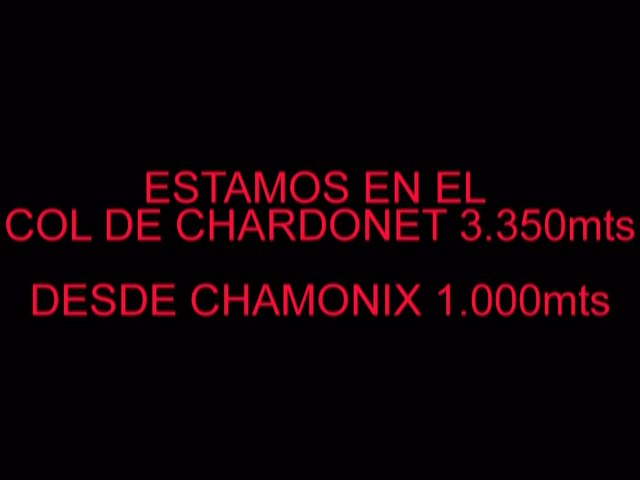 ESTAMOS EN EL
COL DE CHARDONET 3.350mts
DESDE CHAMONIX 1.000mts